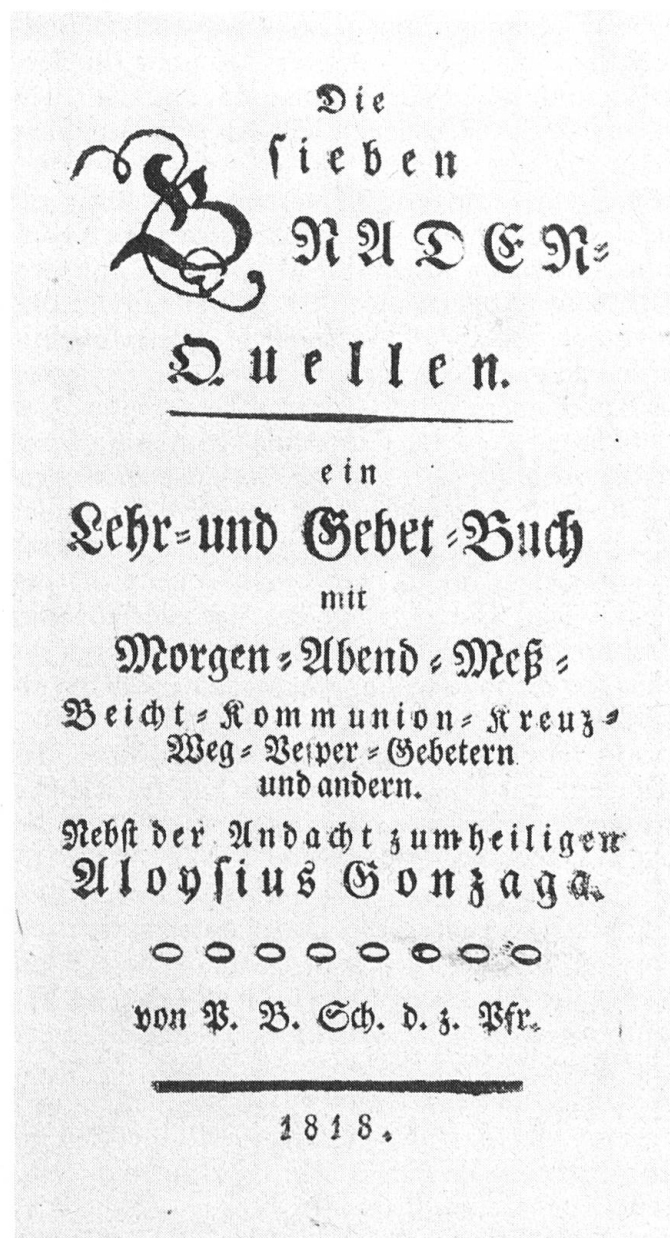 Die
sieben
GNADEN-
Quellen.
ein
Lehr-und Gebet-Buch
mit
Morgen-Abend-Meß-
Beicht-Kommunion-Kreuz-
Weg-Vesper-Gebetern
und andern.
Nebst der Andacht zum heiligen
Aloysius Gonzaga.
von P. B. Sch. d. z. Pfr.
1818.